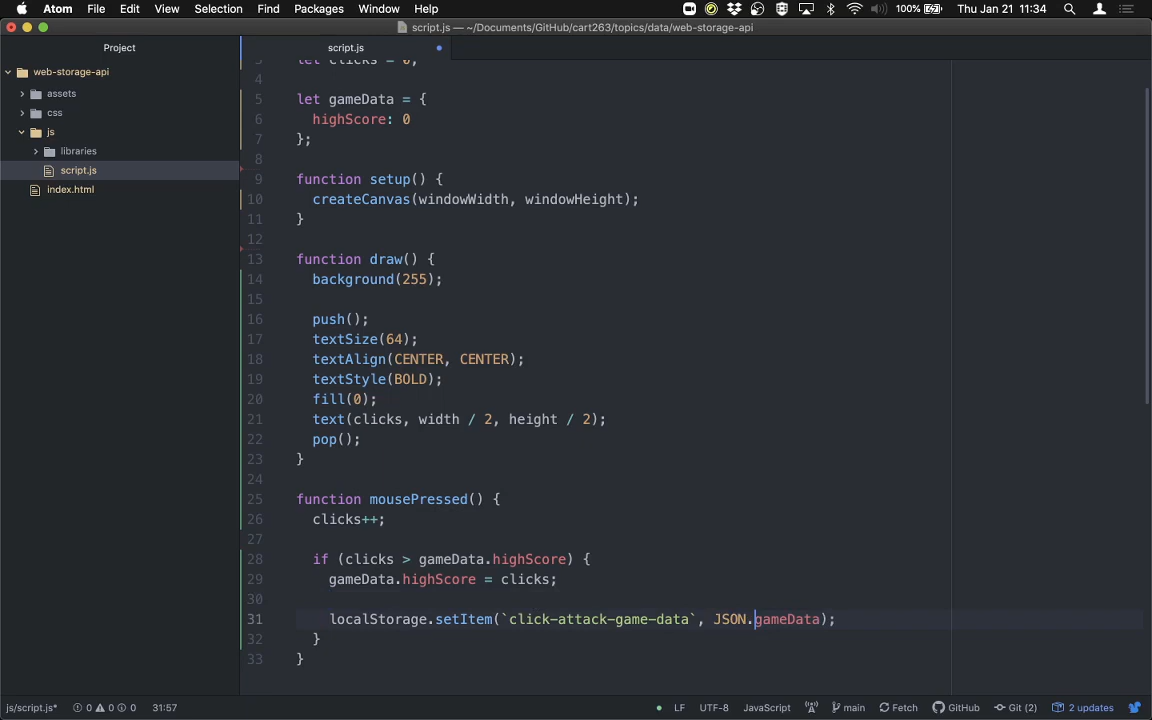 Atom File Edit View Selection Find Packages Window Help 100% Thu Jan 21 11:34
script.js — ~/Documents/GitHub/cart263/topics/data/web-storage-api
Project
script.js
web-storage-api
assets
css
js
libraries
script.js
index.html
3 let clicks = 0;
4
5 let gameData = {
6 highScore: 0
7 };
8
9 function setup() {
10 createCanvas(windowWidth, windowHeight);
11 }
12
13 function draw() {
14 background(255);
15
16 push();
17 textSize(64);
18 textAlign(CENTER, CENTER);
19 textStyle(BOLD);
20 fill(0);
21 text(clicks, width / 2, height / 2);
22 pop();
23 }
24
25 function mousePressed() {
26 clicks++;
27
28 if (clicks > gameData.highScore) {
29 gameData.highScore = clicks;
30
31 localStorage.setItem(`click-attack-game-data`, JSON.gameData);
32 }
33 }
js/script.js* 0 0 0 31:57 LF UTF-8 JavaScript main Fetch GitHub Git (2) 2 updates